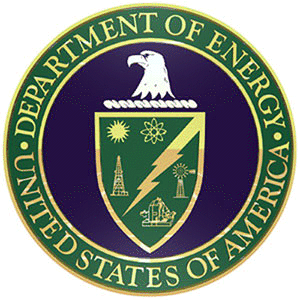 DEPARTMENT OF ENERGY
UNITED STATES OF AMERICA